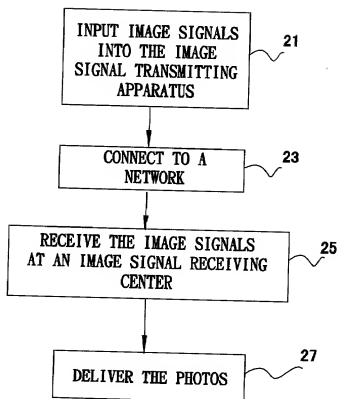 INPUT IMAGE SIGNALS
INTO THE IMAGE
SIGNAL TRANSMITTING
APPARATUS
21
CONNECT TO A
NETWORK
23
RECEIVE THE IMAGE SIGNALS
AT AN IMAGE SIGNAL RECEIVING
CENTER
25
DELIVER THE PHOTOS
27